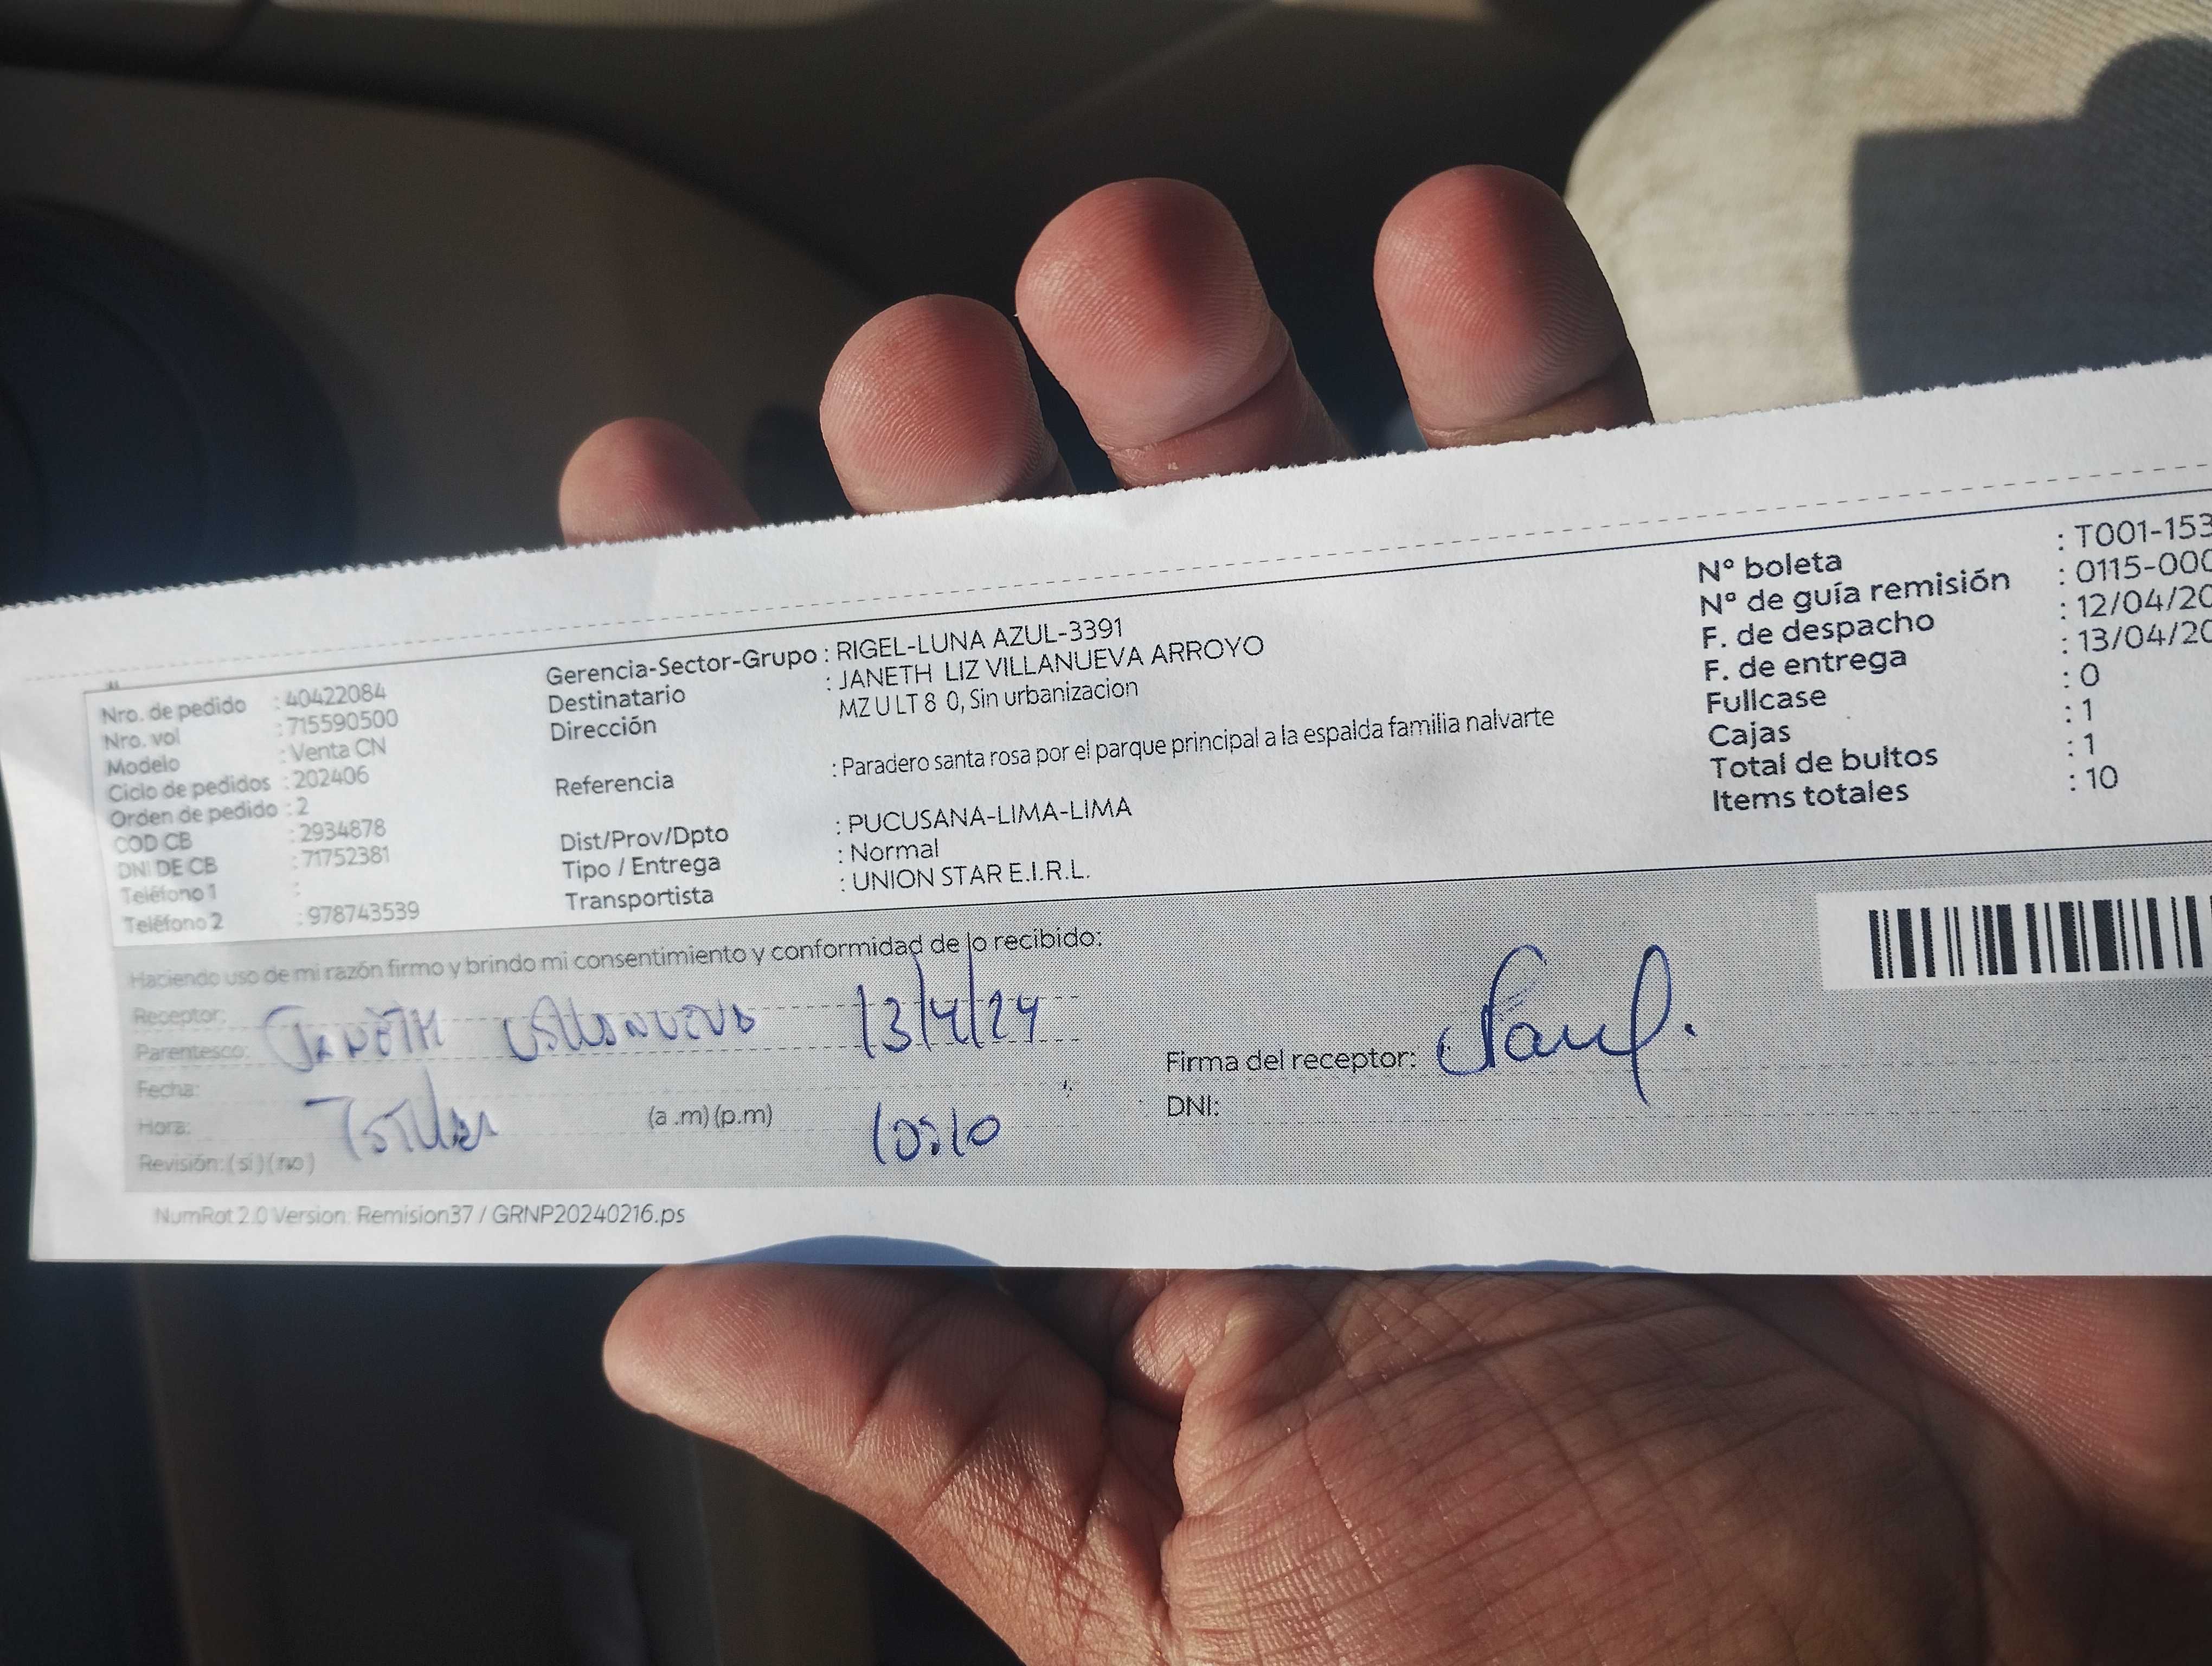 Nro. de pedido : 40422084
Nro. vol : 715590500
Modelo : Venta CN
Ciclo de pedidos : 202406
Orden de pedido : 2
COD CB : 2934878
DNI DE CB : 71752381
Teléfono 1 :
Teléfono 2 : 978743539
Gerencia-Sector-Grupo : RIGEL-LUNA AZUL-3391
Destinatario : JANETH LIZ VILLANUEVA ARROYO
Dirección MZ U LT 8 0, Sin urbanizacion
Referencia : Paradero santa rosa por el parque principal a la espalda familia nalvarte
Dist/Prov/Dpto : PUCUSANA-LIMA-LIMA
Tipo / Entrega : Normal
Transportista : UNION STAR E.I.R.L.
Nº boleta : T001-153
Nº de guía remisión : 0115-000
F. de despacho : 12/04/20
F. de entrega : 13/04/20
Fullcase : 0
Cajas : 1
Total de bultos : 1
Items totales : 10
Haciendo uso de mi razón firmo y brindo mi consentimiento y conformidad de lo recibido:
Receptor: JANETH VILLANUEVA 13/4/24
Parentesco:
Fecha:
Hora: Titular (a .m) (p.m) 10:10
Revisión: (si) (no)
Firma del receptor:
DNI:
NumRot 2.0 Version: Remision37 / GRNP20240216.ps